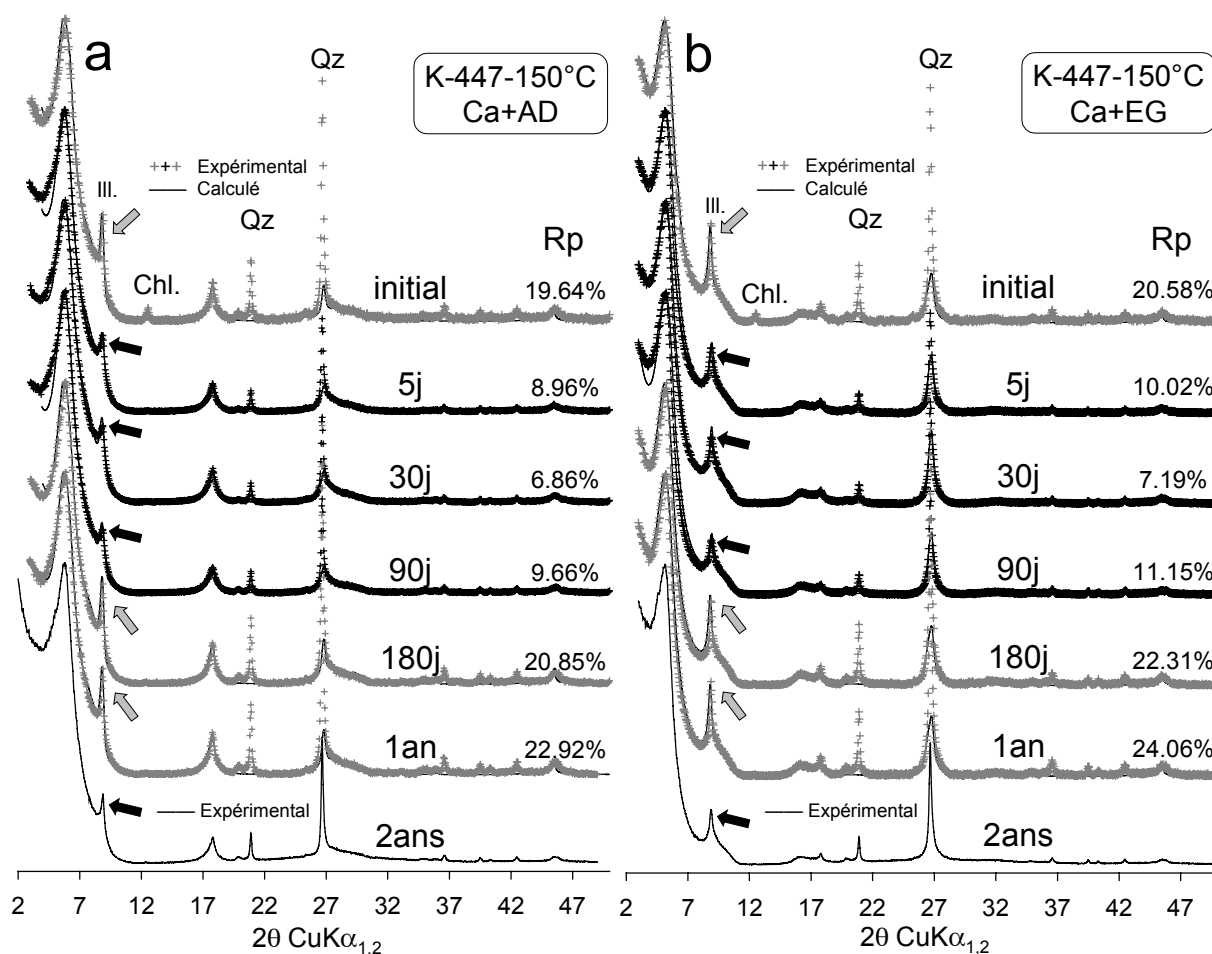 a
Qz
K-447-150°C
Ca+AD
+++ Expérimental
Calculé
Ill.
Qz
Rp
Chl.
initial
19.64%
5j
8.96%
30j
6.86%
90j
9.66%
180j
20.85%
1an
22.92%
Expérimental
2ans
2 7 12 17 22 27 32 37 42 47
2θ CuKα1,2
b
Qz
K-447-150°C
Ca+EG
+++ Expérimental
Calculé
Ill.
Qz
Rp
Chl.
initial
20.58%
5j
10.02%
30j
7.19%
90j
11.15%
180j
22.31%
1an
24.06%
Expérimental
2ans
2 7 12 17 22 27 32 37 42 47
2θ CuKα1,2